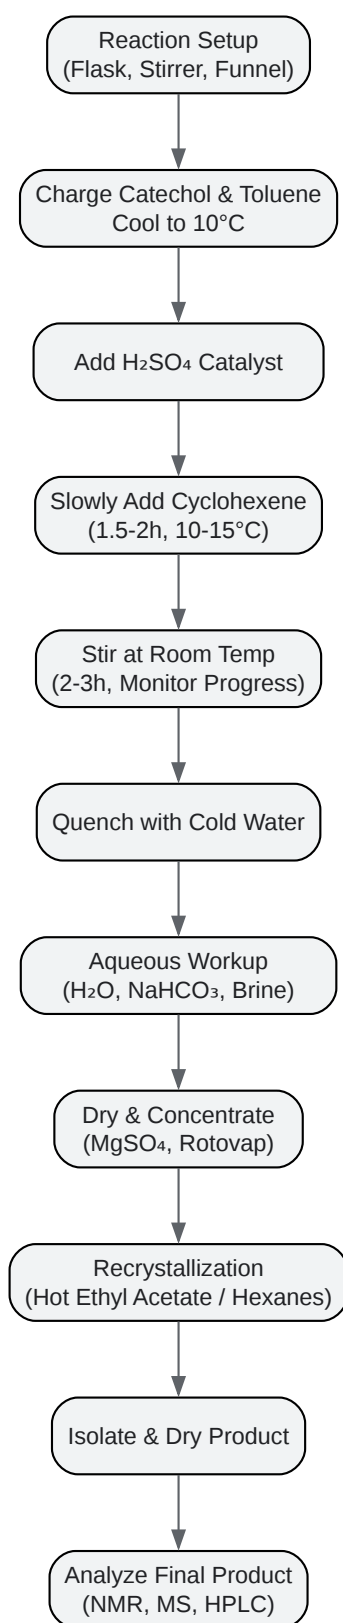 Reaction Setup
(Flask, Stirrer, Funnel)
Charge Catechol & Toluene
Cool to 10°C
Add H₂SO₄ Catalyst
Slowly Add Cyclohexene
(1.5-2h, 10-15°C)
Stir at Room Temp
(2-3h, Monitor Progress)
Quench with Cold Water
Aqueous Workup
(H₂O, NaHCO₃, Brine)
Dry & Concentrate
(MgSO₄, Rotovap)
Recrystallization
(Hot Ethyl Acetate / Hexanes)
Isolate & Dry Product
Analyze Final Product
(NMR, MS, HPLC)